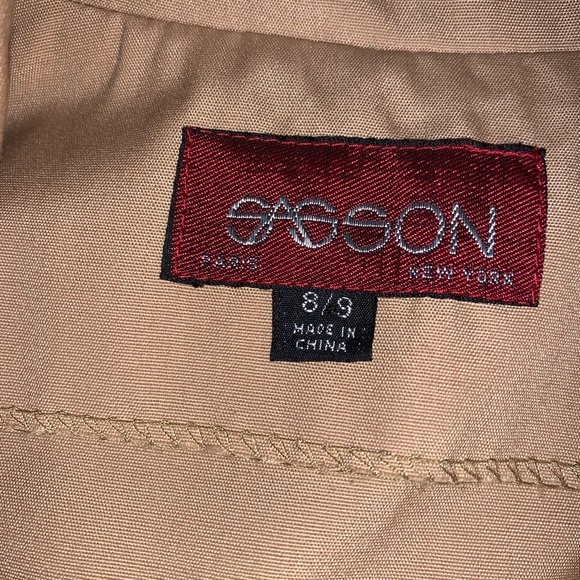 SASSON
PARIS NEW YORK
8/9
MADE IN
CHINA